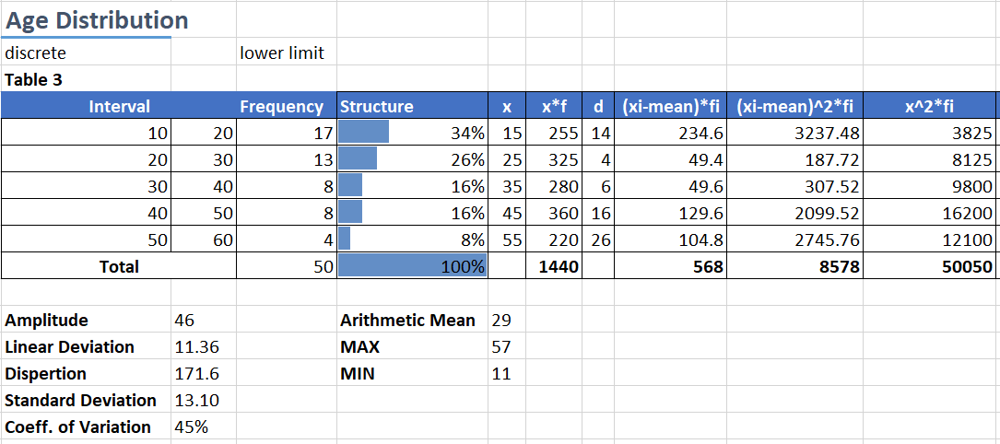 Age Distribution
discrete lower limit
Table 3
Interval Frequency Structure x x*f d (xi-mean)*fi (xi-mean)^2*fi x^2*fi
10 20 17 34% 15 255 14 234.6 3237.48 3825
20 30 13 26% 25 325 4 49.4 187.72 8125
30 40 8 16% 35 280 6 49.6 307.52 9800
40 50 8 16% 45 360 16 129.6 2099.52 16200
50 60 4 8% 55 220 26 104.8 2745.76 12100
Total 50 100% 1440 568 8578 50050
Amplitude 46 Arithmetic Mean 29
Linear Deviation 11.36 MAX 57
Dispertion 171.6 MIN 11
Standard Deviation 13.10
Coeff. of Variation 45%